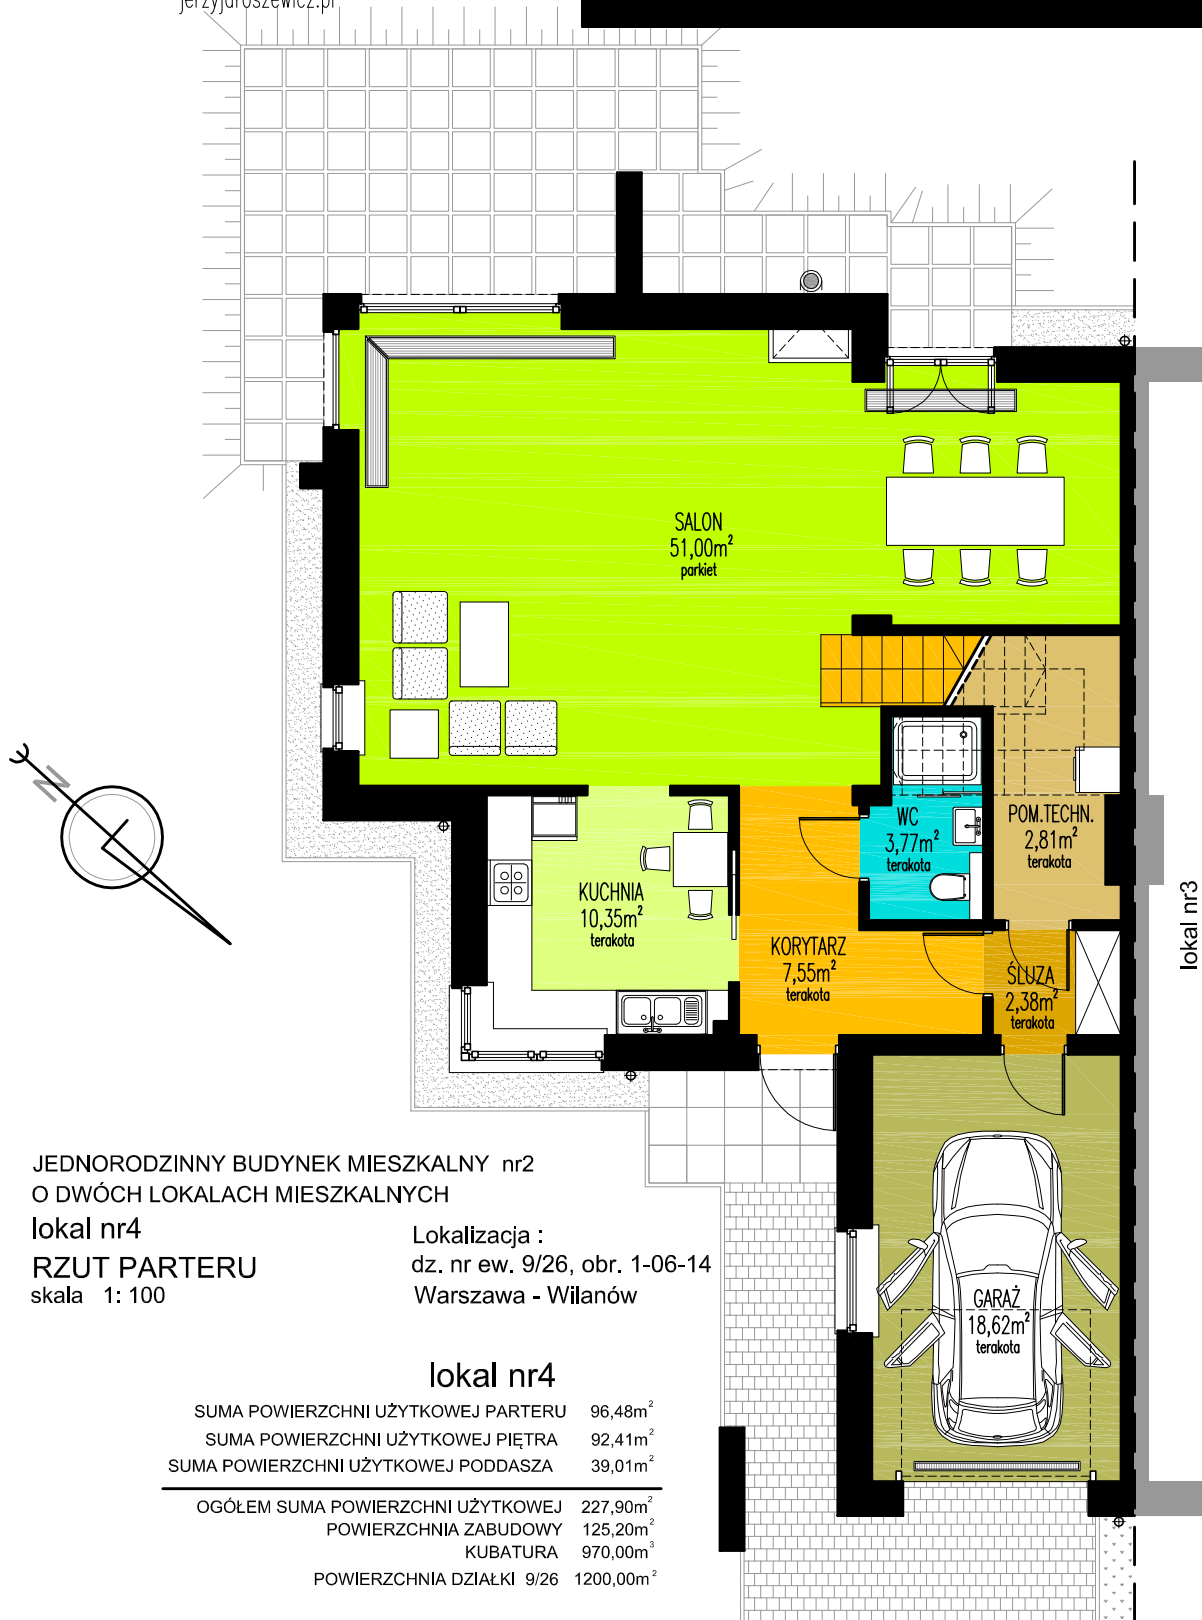 jerzyjaroszewicz.pl
SALON
51,00m²
parkiet
WC
3,77m²
terakota
POM.TECHN.
2,81m²
terakota
KUCHNIA
10,35m²
terakota
KORYTARZ
7,55m²
terakota
ŚLUZA
2,38m²
terakota
lokal nr3
N
GARAŻ
18,62m²
terakota
JEDNORODZINNY BUDYNEK MIESZKALNY nr2
O DWÓCH LOKALACH MIESZKALNYCH
lokal nr4
RZUT PARTERU
skala 1: 100
Lokalizacja :
dz. nr ew. 9/26, obr. 1-06-14
Warszawa - Wilanów
lokal nr4
SUMA POWIERZCHNI UŻYTKOWEJ PARTERU 96,48m²
SUMA POWIERZCHNI UŻYTKOWEJ PIĘTRA 92,41m²
SUMA POWIERZCHNI UŻYTKOWEJ PODDASZA 39,01m²
OGÓŁEM SUMA POWIERZCHNI UŻYTKOWEJ 227,90m²
POWIERZCHNIA ZABUDOWY 125,20m²
KUBATURA 970,00m³
POWIERZCHNIA DZIAŁKI 9/26 1200,00m²